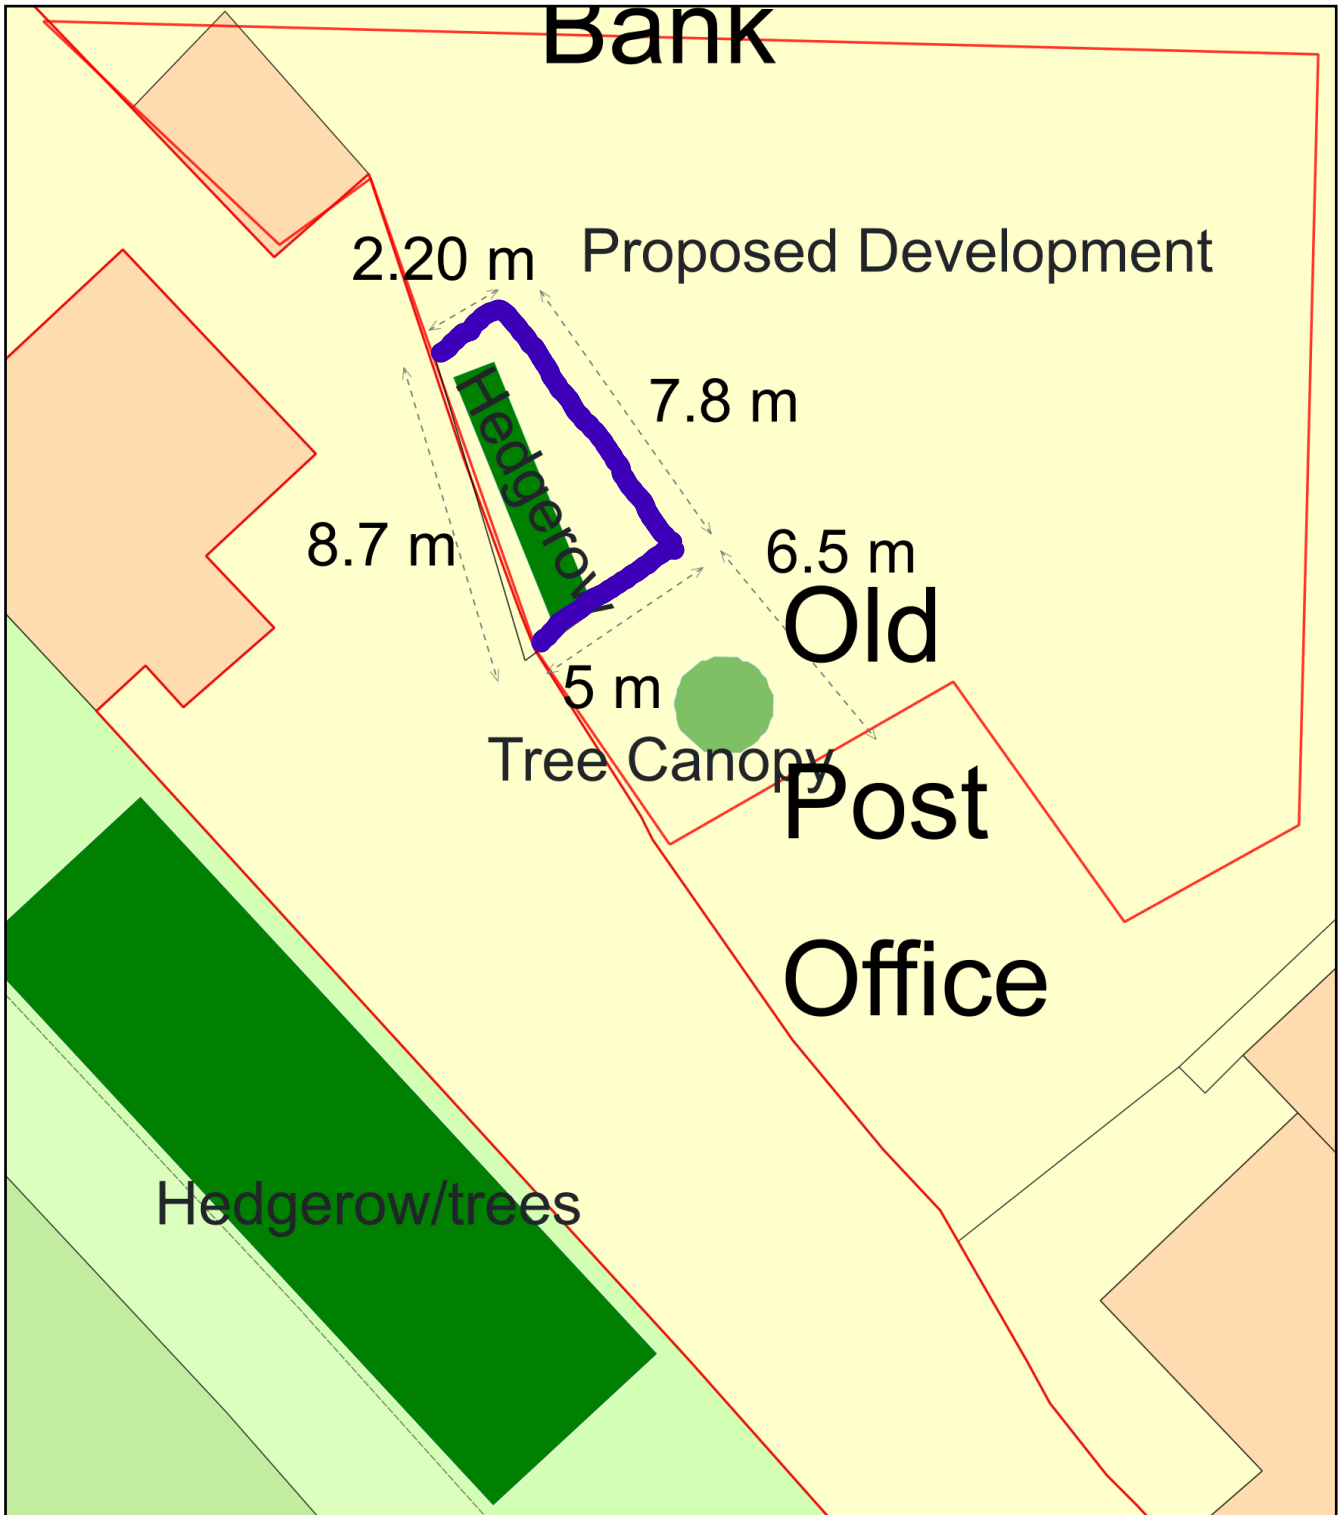 Bank
2.20 m
Proposed Development
7.8 m
Hedgerow
8.7 m
6.5 m
Old
5 m
Tree Canopy
Post
Office
Hedgerow/trees